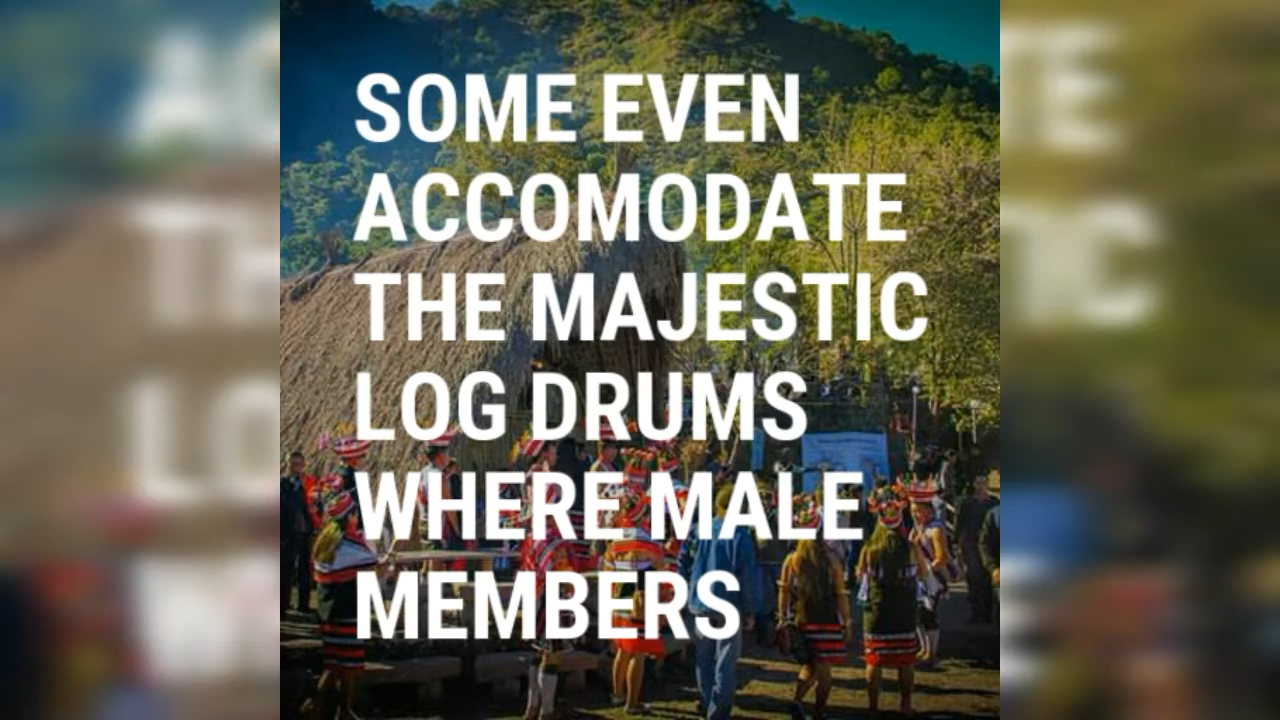 SOME EVEN
ACCOMODATE
THE MAJESTIC
LOG DRUMS
WHERE MALE
MEMBERS